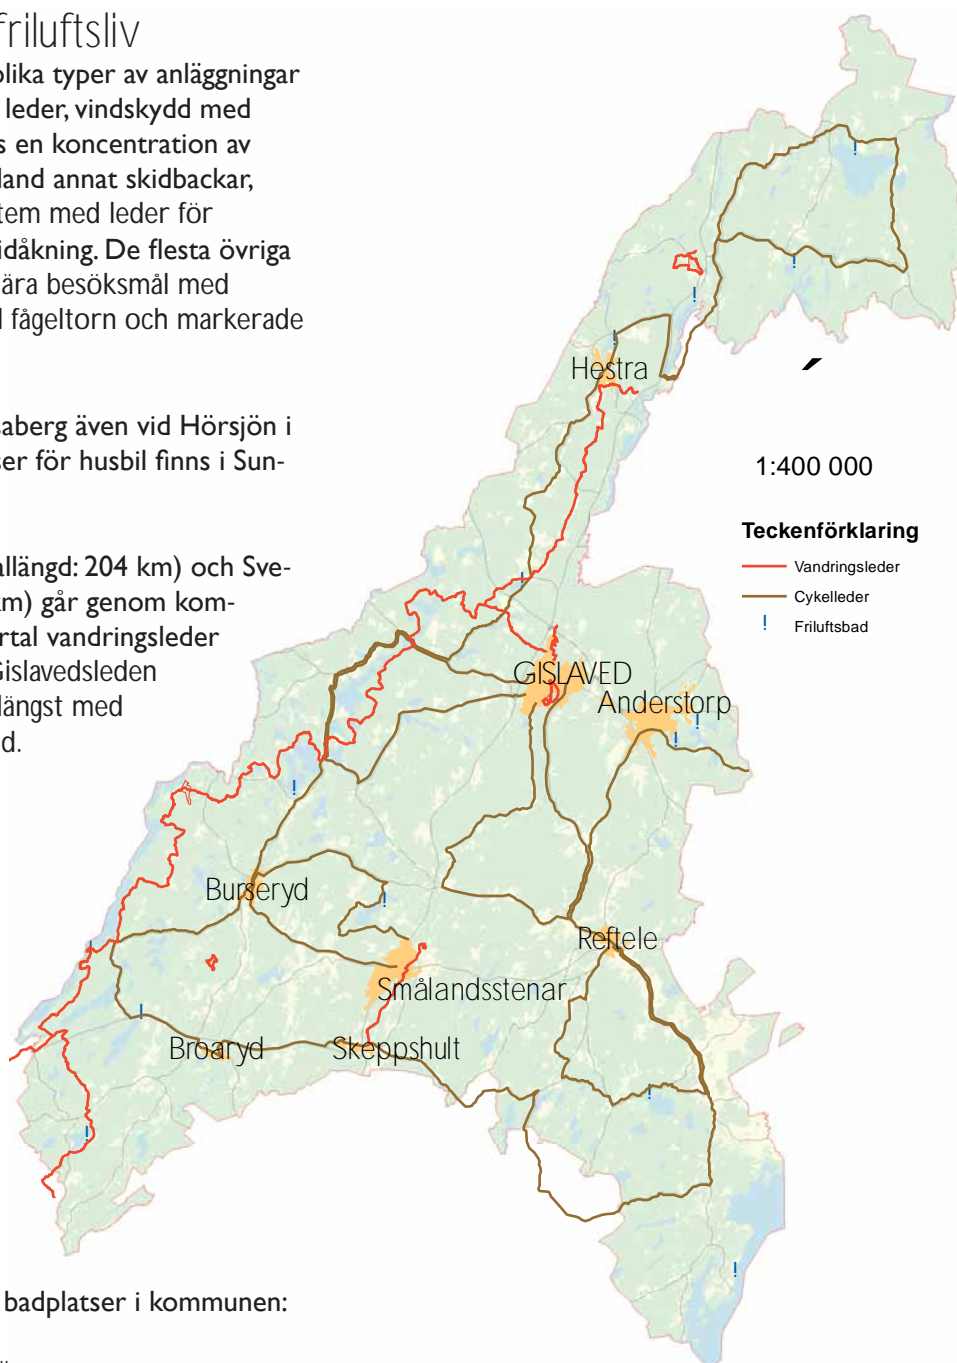 friluftsliv
olika typer av anläggningar
leder, vindskydd med
s en koncentration av
land annat skidbackar,
tem med leder för
idåkning. De flesta övriga
ära besöksmål med
l fågeltorn och markerade
saberg även vid Hörsjön i
ser för husbil finns i Sun-
allängd: 204 km) och Sve-
km) går genom kom-
rtal vandringsleder
Gislavedsleden
längst med
d.
badplatser i kommunen:
Hestra
1:400 000
Teckenförklaring
Vandringsleder
Cykelleder
! Friluftsbad
GISLAVED
Anderstorp
Burseryd
Reftele
Smålandsstenar
Broaryd
Skeppshult